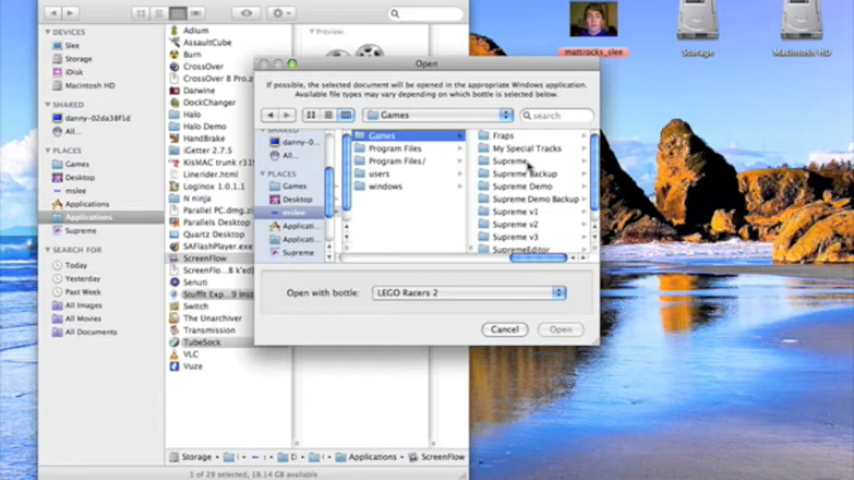 DEVICES
Slee
Storage
iDisk
Macintosh HD
SHARED
danny-02da38f1d
All...
PLACES
Games
Desktop
mslee
Applications
Applications
Supreme
SEARCH FOR
Today
Yesterday
Past Week
All Images
All Movies
All Documents
Adium
AssaultCube
Burn
CrossOver
CrossOver 8 Pro.z
Darwine
DockChanger
Halo
Halo Demo
HandBrake
iGetter 2.7.5
KisMAC trunk r315
Linerider.html
Loginox 1.0.1
N ninja
Parallel PC.dmg.zi
Parallels Desktop
Quartz Desktop
SAFlashPlayer.exe
ScreenFlow
ScreenFlo
8 k'ed)
Senuti
StuffIt Exp
9 Inst
Switch
The Unarchiver
Transmission
TubeSock
VLC
Vuze
Preview:
Open
If possible, the selected document will be opened in the appropriate Windows application.
Available file types may vary depending on which bottle is selected below.
Games
search
SHARED
danny-0...
All...
PLACES
Games
Desktop
mslee
Applicati...
Applicati...
Supreme
Games
Program Files
Program Files/
users
windows
Fraps
My Special Tracks
Supreme
Supreme Backup
Supreme Demo
Supreme Demo Backup
Supreme v1
Supreme v2
Supreme v3
SupremeEditor
Open with bottle:
LEGO Racers 2
Cancel
Open
Storage
Applications
ScreenFlow
1 of 29 selected, 18.14 GB available
mattrocks_slee
Storage
Macintosh HD